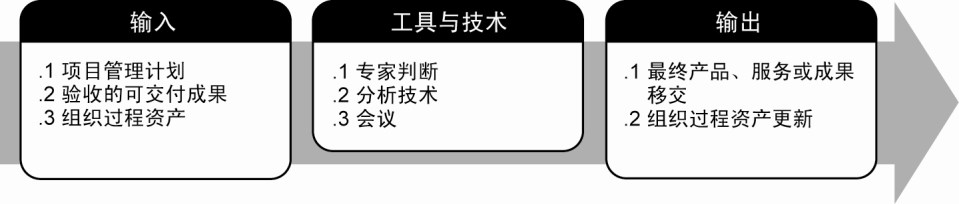 输入
.1 项目管理计划
.2 验收的可交付成果
.3 组织过程资产
工具与技术
.1 专家判断
.2 分析技术
.3 会议
输出
.1 最终产品、服务或成果
移交
.2 组织过程资产更新